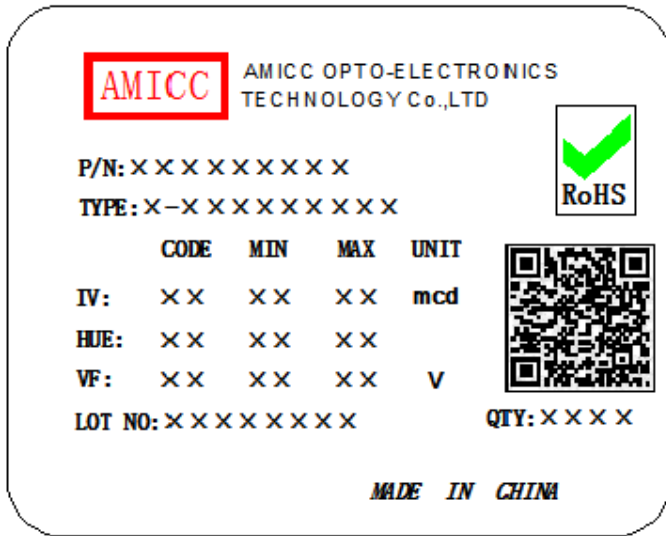 AMICC
AMICC OPTO-ELECTRONICS
TECHNOLOGY Co.,LTD
RoHS
P/N:×××××××××
TYPE:×-×××××××××
CODE MIN MAX UNIT
IV: ×× ×× ×× mcd
HUE: ×× ×× ××
VF: ×× ×× ×× V
LOT NO:×××××××× QTY:××××
MADE IN CHINA